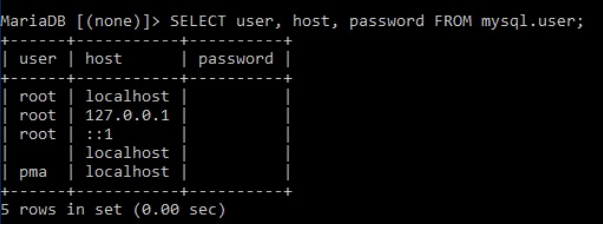 MariaDB [(none)]> SELECT user, host, password FROM mysql.user;
+------+-----------+----------+
| user | host      | password |
+------+-----------+----------+
| root | localhost |          |
| root | 127.0.0.1 |          |
| root | ::1       |          |
|      | localhost |          |
| pma  | localhost |          |
+------+-----------+----------+
5 rows in set (0.00 sec)